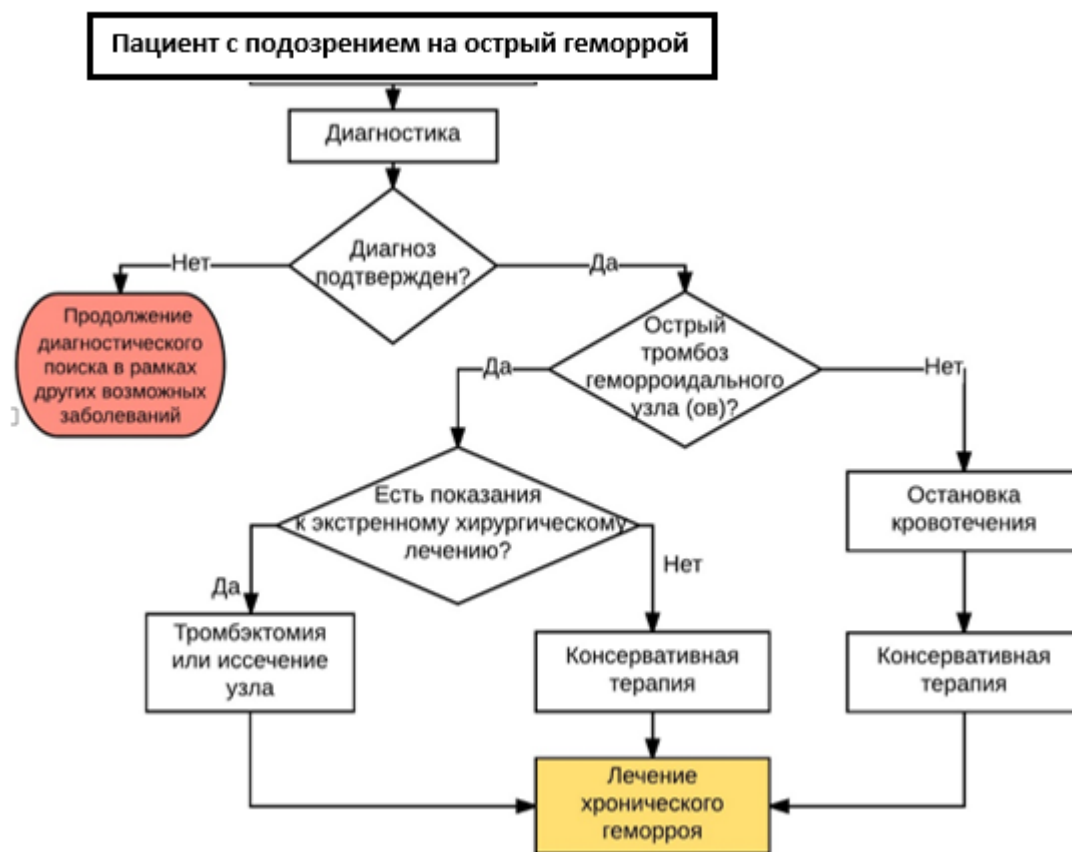 Пациент с подозрением на острый геморрой
Диагностика
Диагноз
подтвержден?
Нет
Да
Продолжение
диагностического
поиска в рамках
других возможных
заболеваний
Острый
тромбоз
геморроидального
узла (ов)?
Да
Нет
Есть показания
к экстренному хирургическому
лечению?
Остановка
кровотечения
Да
Нет
Тромбэктомия
или иссечение
узла
Консервативная
терапия
Консервативная
терапия
Лечение
хронического
геморроя